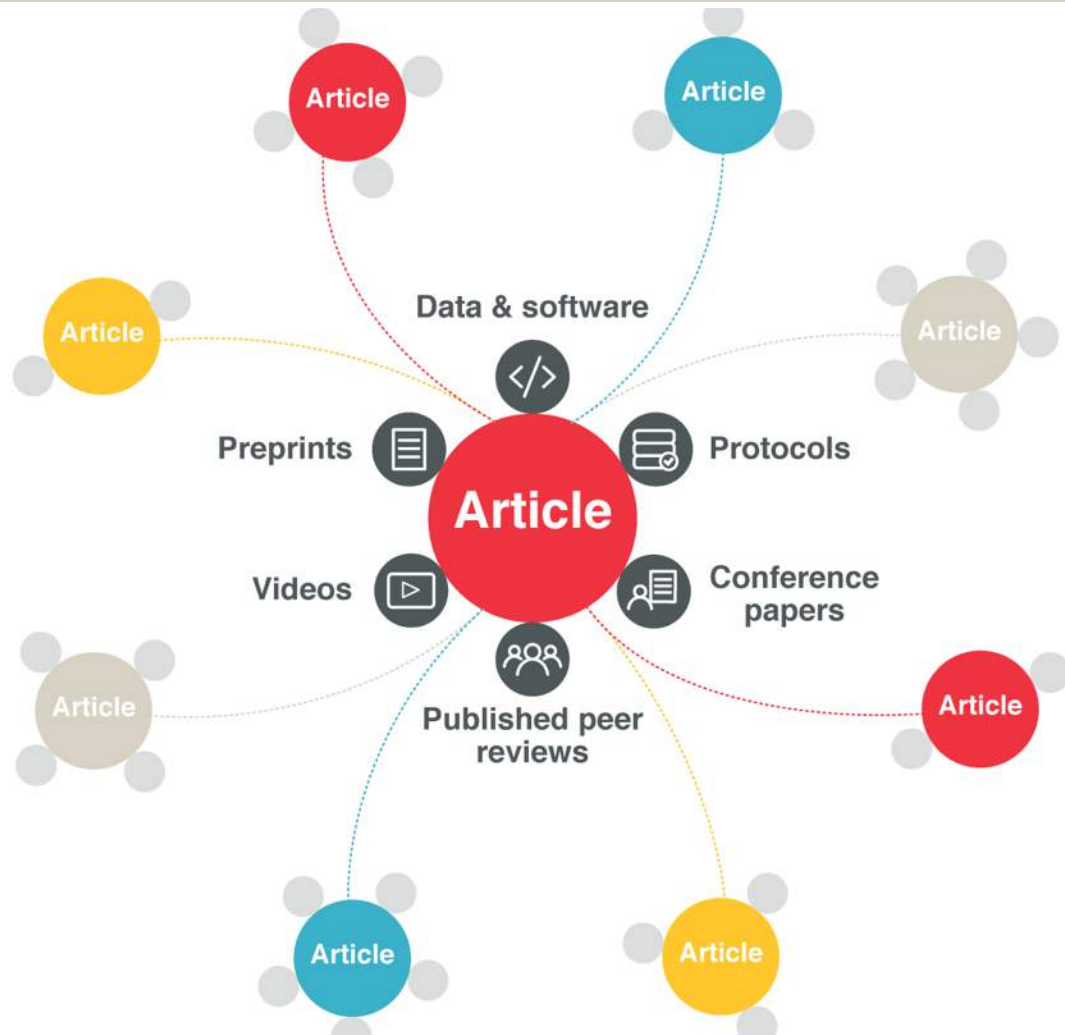 Article
Article
Article
Article
Data & software
Preprints
Protocols
Article
Videos
Conference
papers
Article
Article
Published peer
reviews
Article
Article